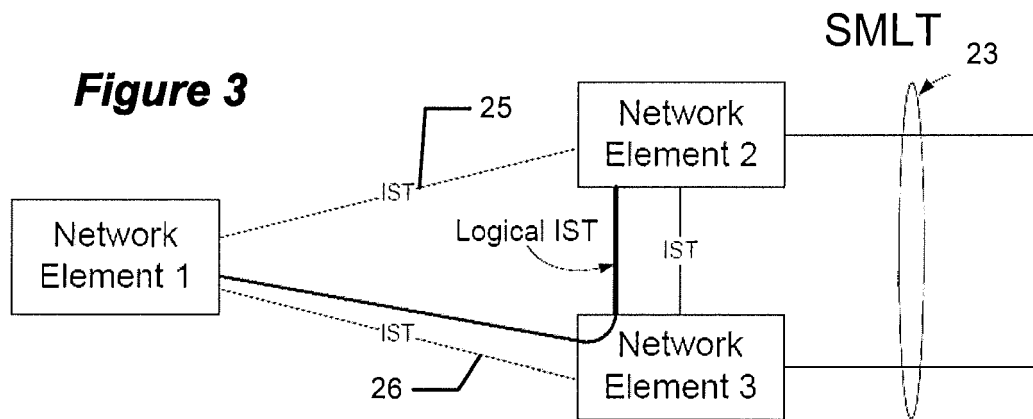 SMLT
23
Figure 3
25
Network
Element 2
IST
Network
Element 1
Logical IST
IST
IST
Network
Element 3
26